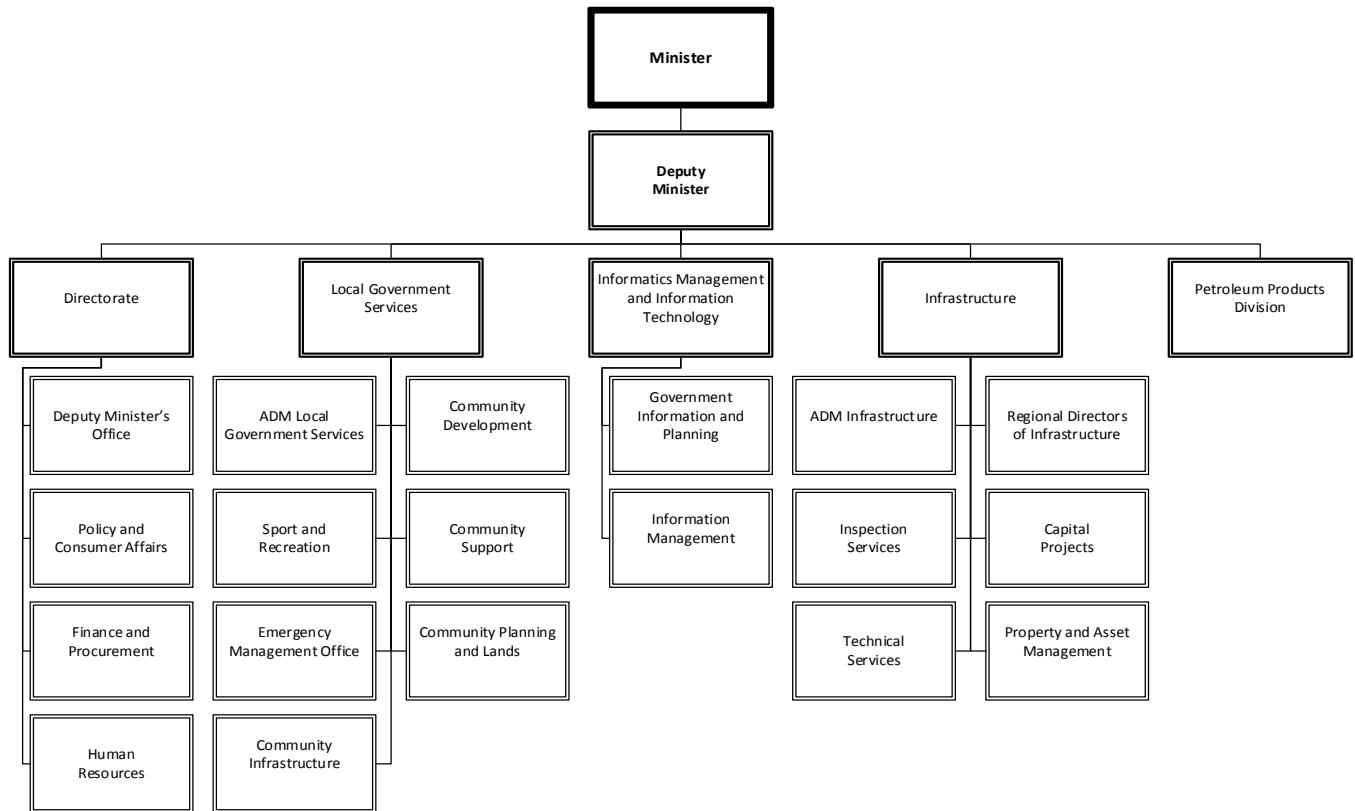 Minister
Deputy
Minister
Directorate
Local Government
Services
Informatics Management
and Information
Technology
Infrastructure
Petroleum Products
Division
Deputy Minister’s
Office
ADM Local
Government Services
Community
Development
Government
Information and
Planning
ADM Infrastructure
Regional Directors
of Infrastructure
Policy and
Consumer Affairs
Sport and
Recreation
Community
Support
Information
Management
Inspection
Services
Capital
Projects
Finance and
Procurement
Emergency
Management Office
Community Planning
and Lands
Technical
Services
Property and Asset
Management
Human
Resources
Community
Infrastructure